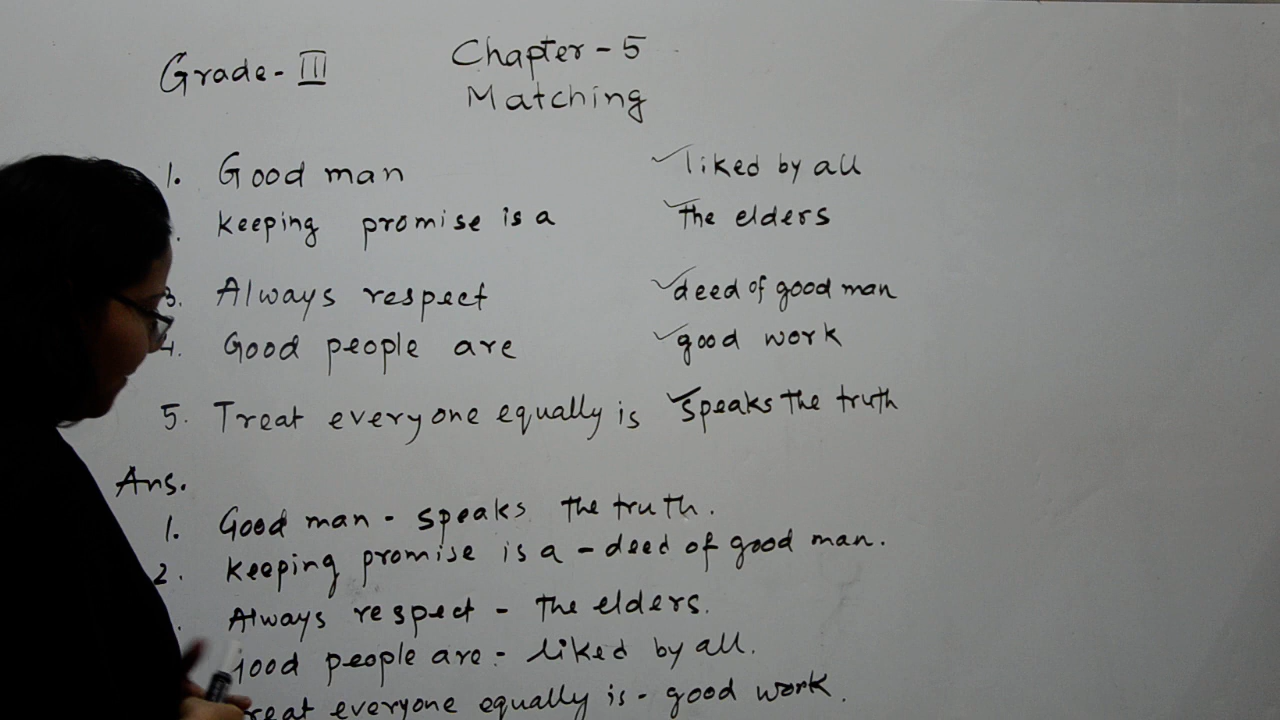 Grade - III
Chapter - 5
Matching
1. Good man liked by all
. keeping promise is a the elders
3. Always respect deed of good man
4. Good people are good work
5. Treat everyone equally is speaks the truth
Ans.
1. Good man - speaks the truth.
2. keeping promise is a - deed of good man.
. Always respect - the elders.
good people are - liked by all.
reat everyone equally is - good work.